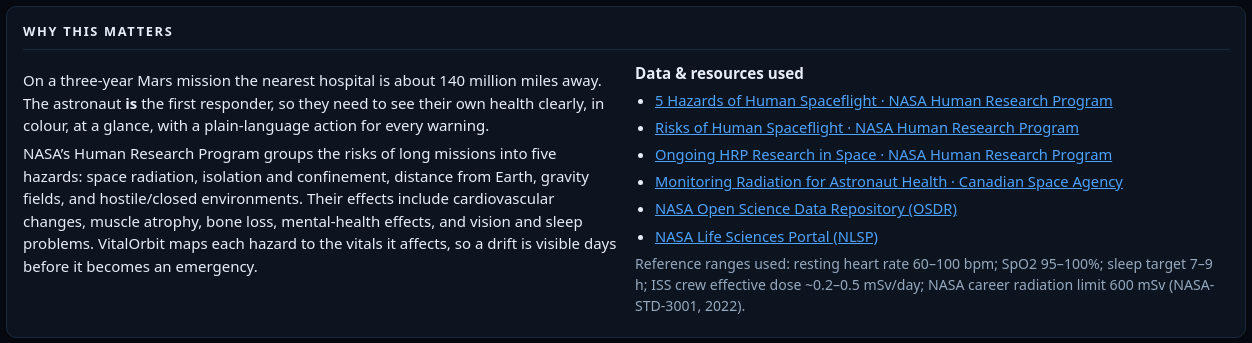 WHY THIS MATTERS
On a three-year Mars mission the nearest hospital is about 140 million miles away.
The astronaut is the first responder, so they need to see their own health clearly, in
colour, at a glance, with a plain-language action for every warning.
NASA’s Human Research Program groups the risks of long missions into five
hazards: space radiation, isolation and confinement, distance from Earth, gravity
fields, and hostile/closed environments. Their effects include cardiovascular
changes, muscle atrophy, bone loss, mental-health effects, and vision and sleep
problems. VitalOrbit maps each hazard to the vitals it affects, so a drift is visible days
before it becomes an emergency.
Data & resources used
• 5 Hazards of Human Spaceflight · NASA Human Research Program
• Risks of Human Spaceflight · NASA Human Research Program
• Ongoing HRP Research in Space · NASA Human Research Program
• Monitoring Radiation for Astronaut Health · Canadian Space Agency
• NASA Open Science Data Repository (OSDR)
• NASA Life Sciences Portal (NLSP)
Reference ranges used: resting heart rate 60–100 bpm; SpO2 95–100%; sleep target 7–9
h; ISS crew effective dose ~0.2–0.5 mSv/day; NASA career radiation limit 600 mSv (NASA-
STD-3001, 2022).